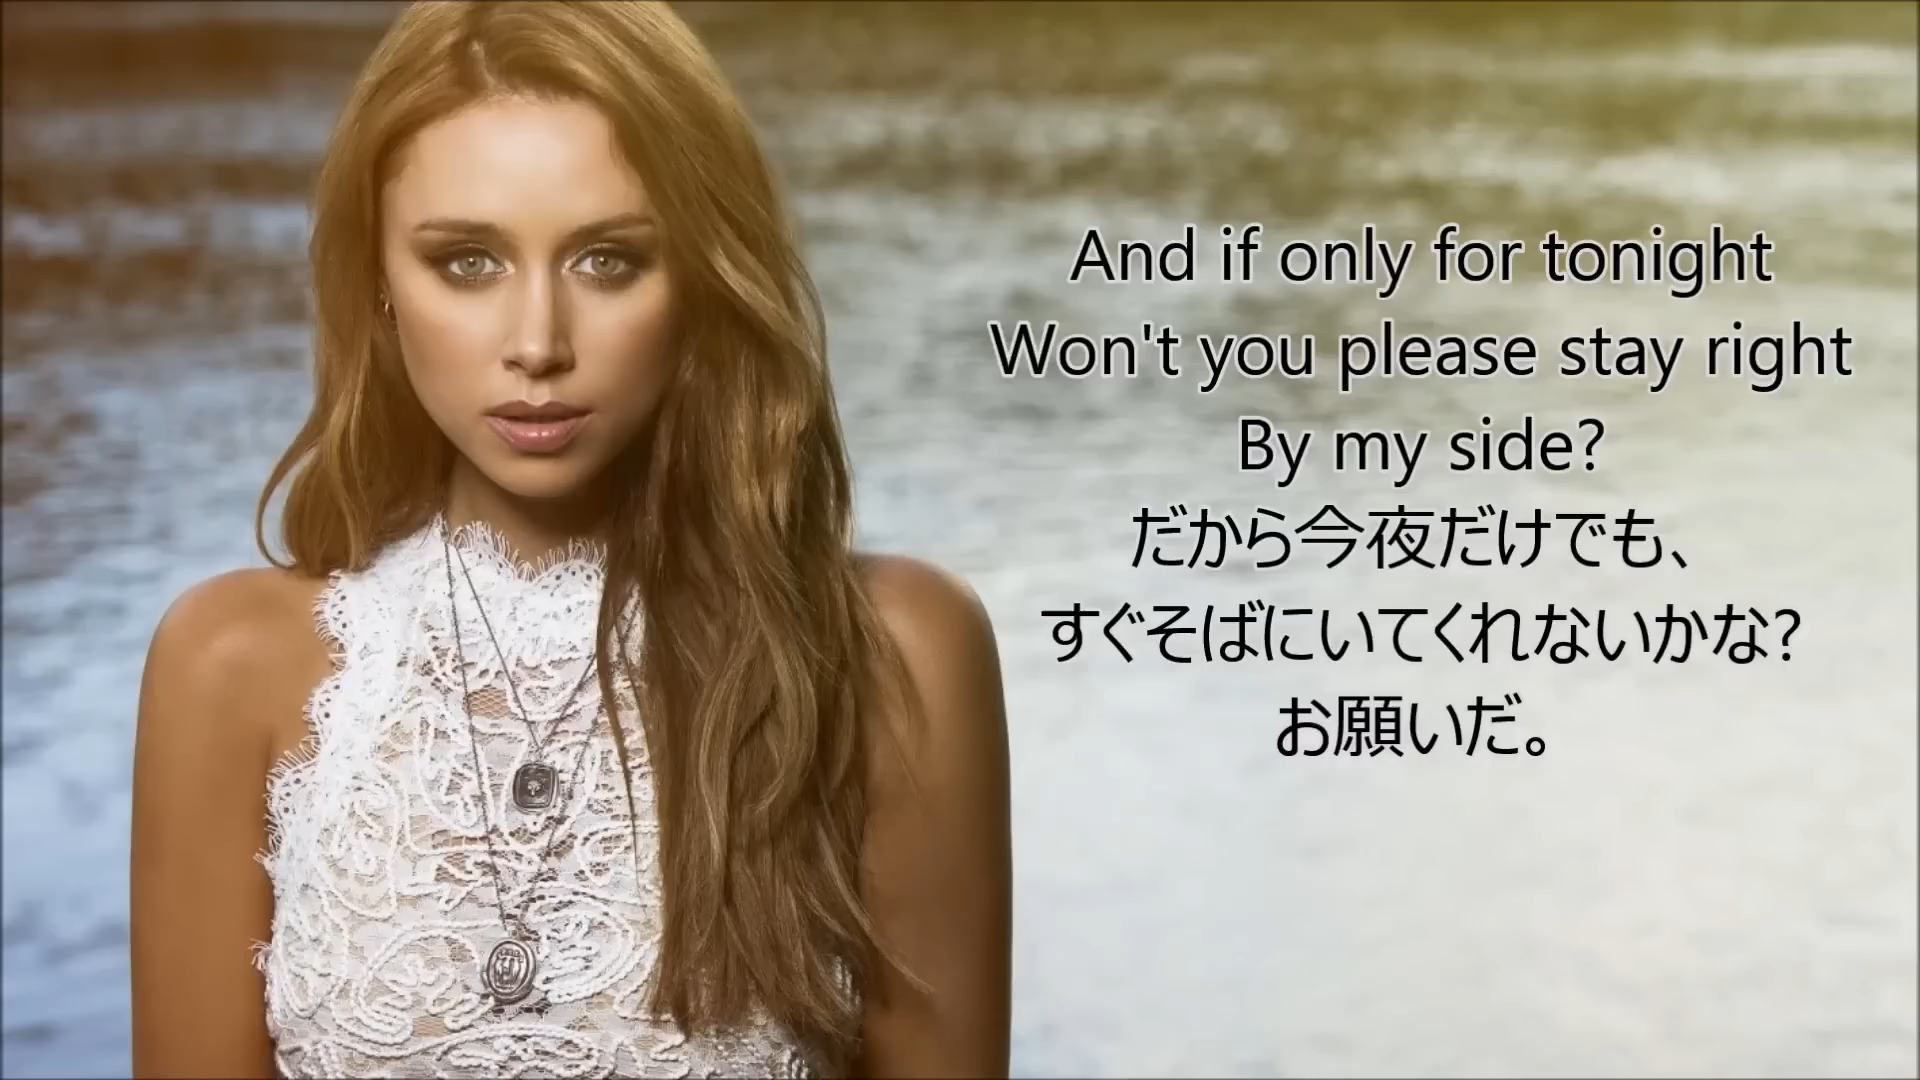 And if only for tonight
Won't you please stay right
By my side?
だから今夜だけでも、
すぐそばにいてくれないかな?
お願いだ。